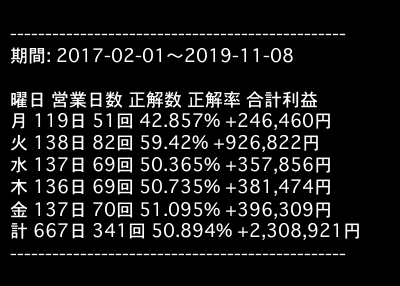 ------------------------------------------------
期間: 2017-02-01〜2019-11-08
曜日 営業日数 正解数 正解率 合計利益
月 119日 51回 42.857% +246,460円
火 138日 82回 59.42% +926,822円
水 137日 69回 50.365% +357,856円
木 136日 69回 50.735% +381,474円
金 137日 70回 51.095% +396,309円
計 667日 341回 50.894% +2,308,921円
------------------------------------------------